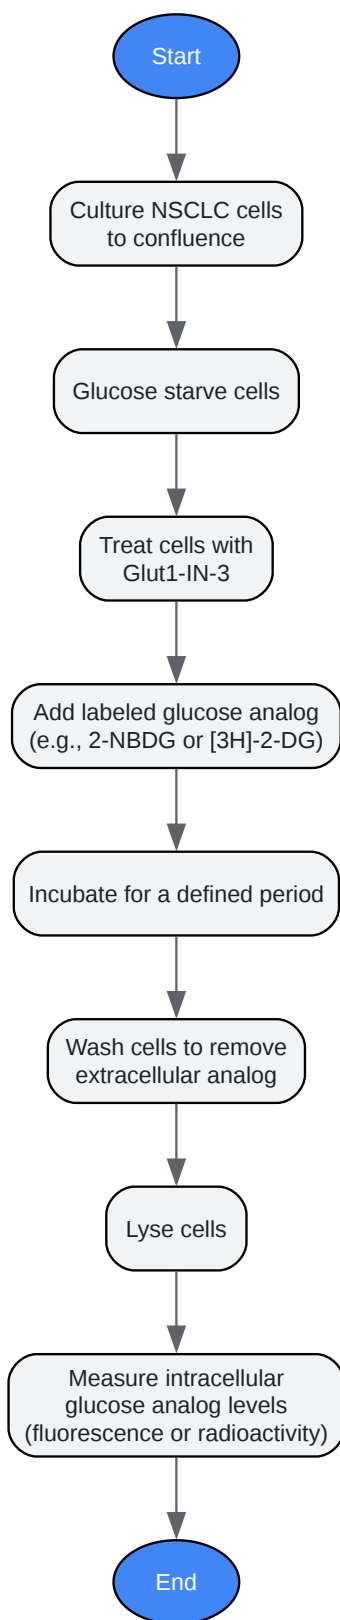 Start
Culture NSCLC cells
to confluence
Glucose starve cells
Treat cells with
Glut1-IN-3
Add labeled glucose analog
(e.g., 2-NBDG or [3H]-2-DG)
Incubate for a defined period
Wash cells to remove
extracellular analog
Lyse cells
Measure intracellular
glucose analog levels
(fluorescence or radioactivity)
End